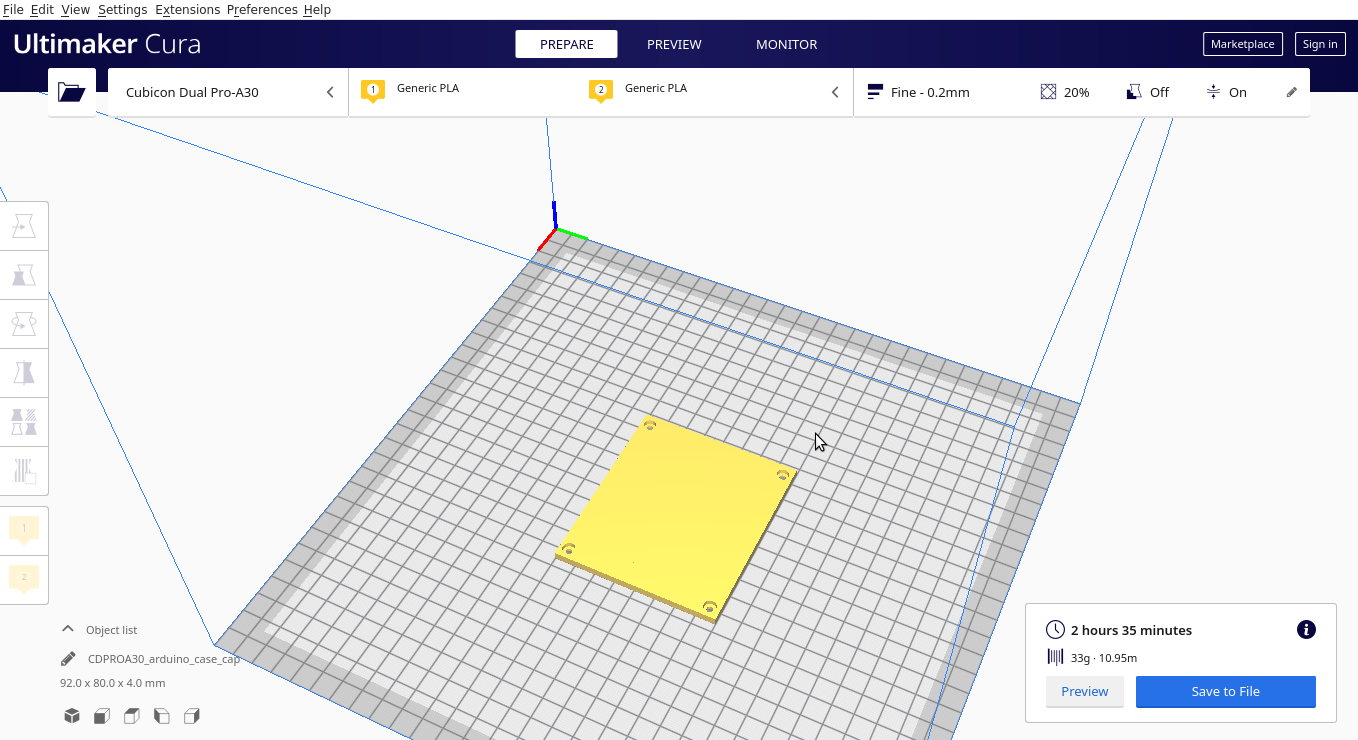 File Edit View Settings Extensions Preferences Help
Ultimaker Cura
PREPARE PREVIEW MONITOR
Marketplace Sign in
Cubicon Dual Pro-A30
1 Generic PLA
2 Generic PLA
Fine - 0.2mm 20% Off On
1
2
Object list
CDPROA30_arduino_case_cap
92.0 x 80.0 x 4.0 mm
2 hours 35 minutes
33g · 10.95m
Preview Save to File